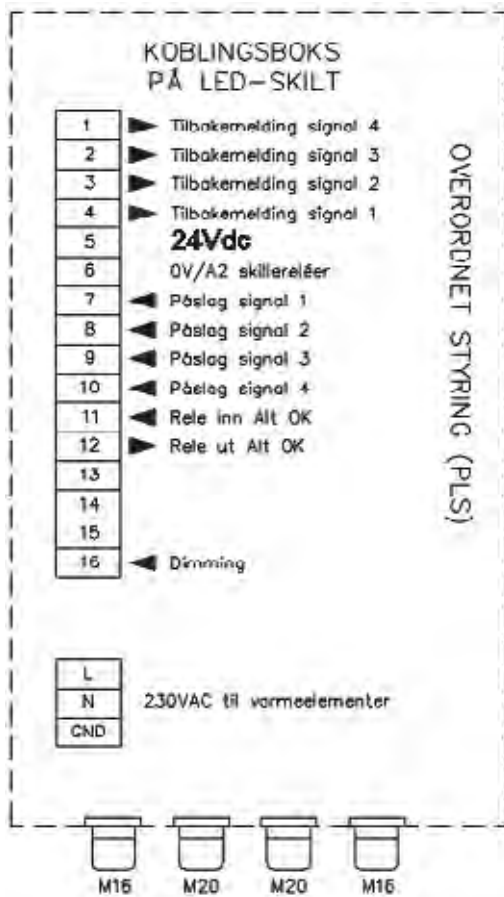 KOBLINGSBOKS
PÅ LED-SKILT
1 Tilbakemelding signal 4
2 Tilbakemelding signal 3
3 Tilbakemelding signal 2
4 Tilbakemelding signal 1
5 24Vdc
6 0V/A2 skillereléer
7 Påslag signal 1
8 Påslag signal 2
9 Påslag signal 3
10 Påslag signal 4
11 Rele inn Alt OK
12 Rele ut Alt OK
13
14
15
16 Dimming
OVERORDNET STYRING (PLS)
L
N 230VAC til varmeelementer
GND
M16 M20 M20 M16